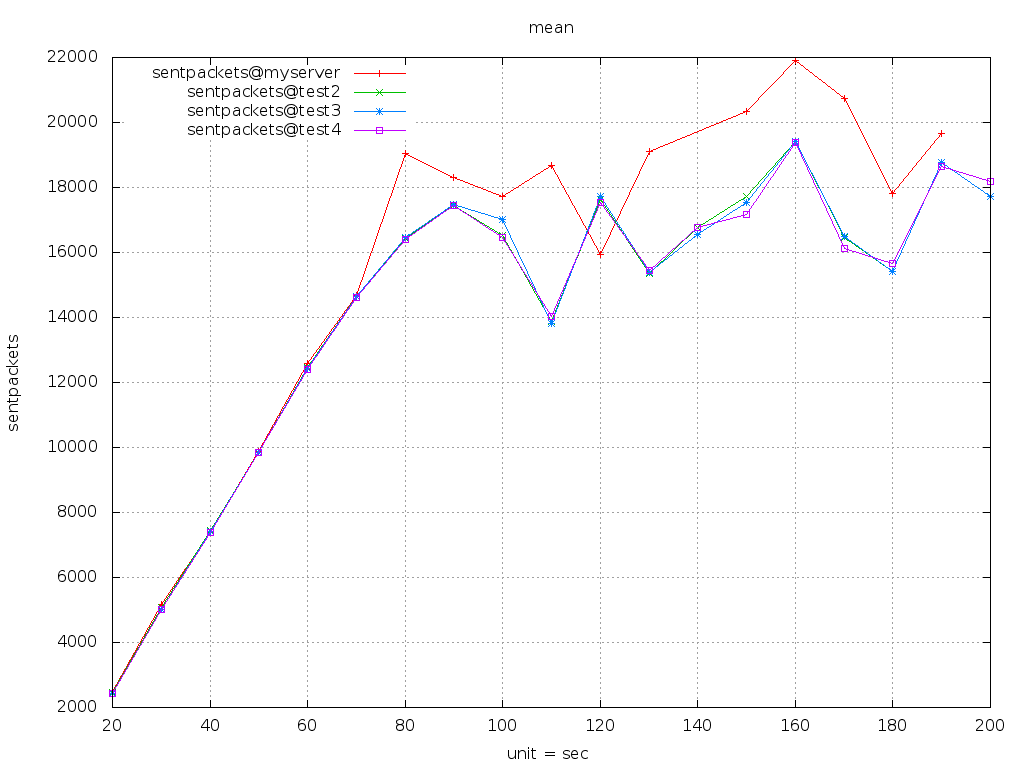 mean
22000
20000
18000
16000
14000
12000
10000
8000
6000
4000
2000
sentpackets
sentpackets@myserver
sentpackets@test2
sentpackets@test3
sentpackets@test4
20 40 60 80 100 120 140 160 180 200
unit = sec